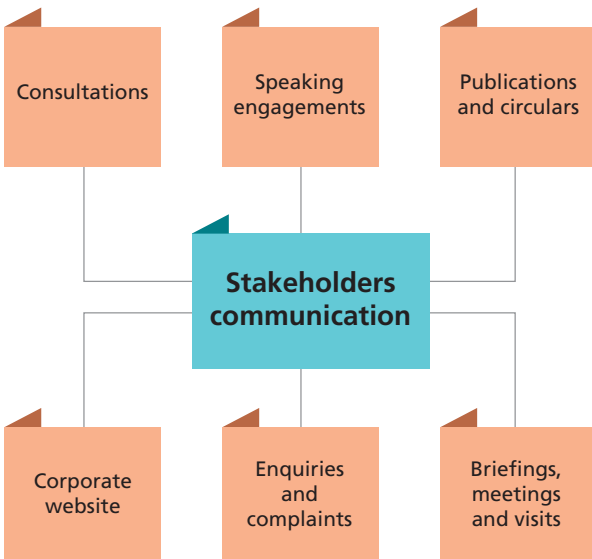 Consultations
Speaking
engagements
Publications
and circulars
Stakeholders
communication
Corporate
website
Enquiries
and
complaints
Briefings,
meetings
and visits